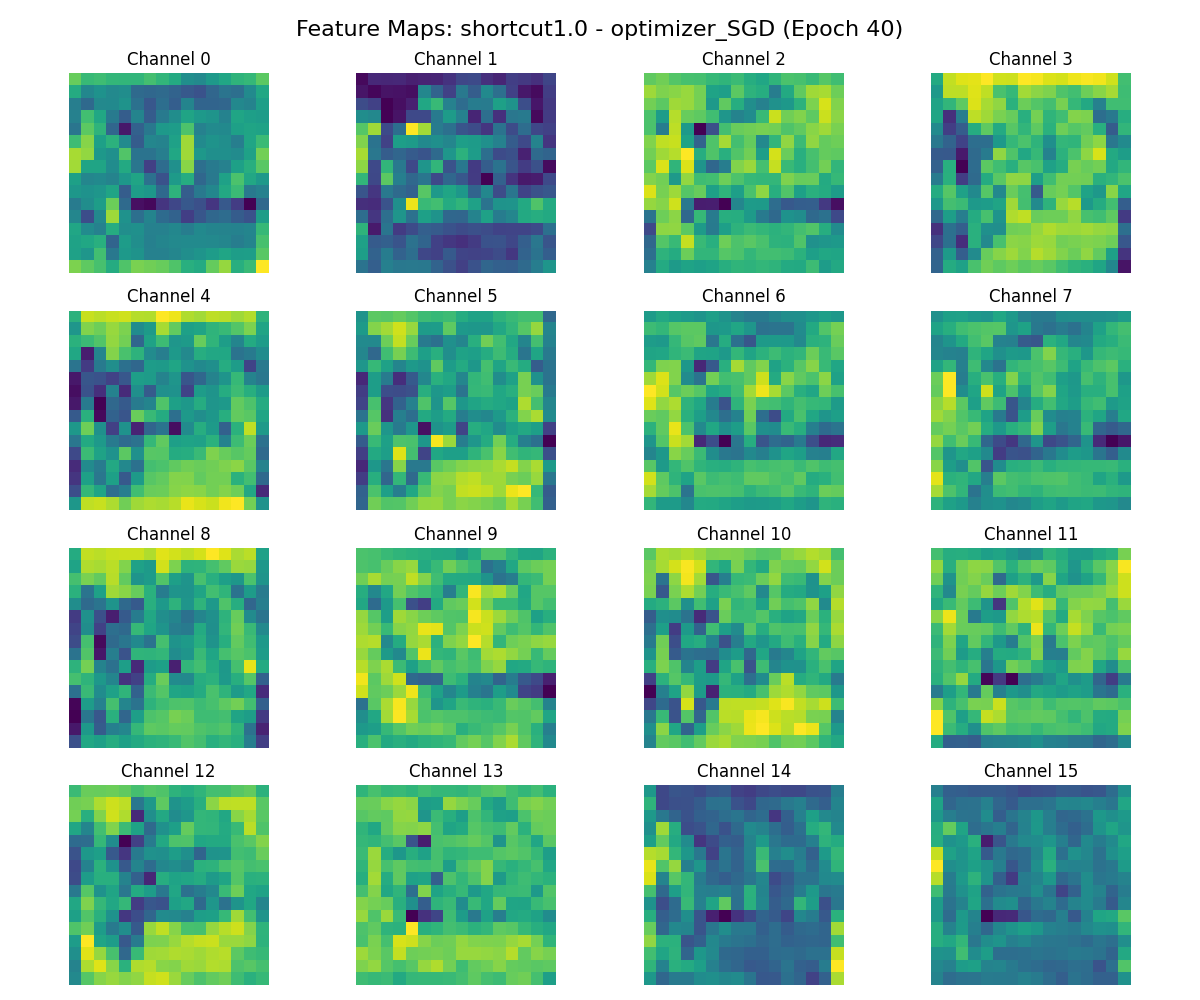 Feature Maps: shortcut1.0 - optimizer_SGD (Epoch 40)
Channel 0
Channel 1
Channel 2
Channel 3
Channel 4
Channel 5
Channel 6
Channel 7
Channel 8
Channel 9
Channel 10
Channel 11
Channel 12
Channel 13
Channel 14
Channel 15